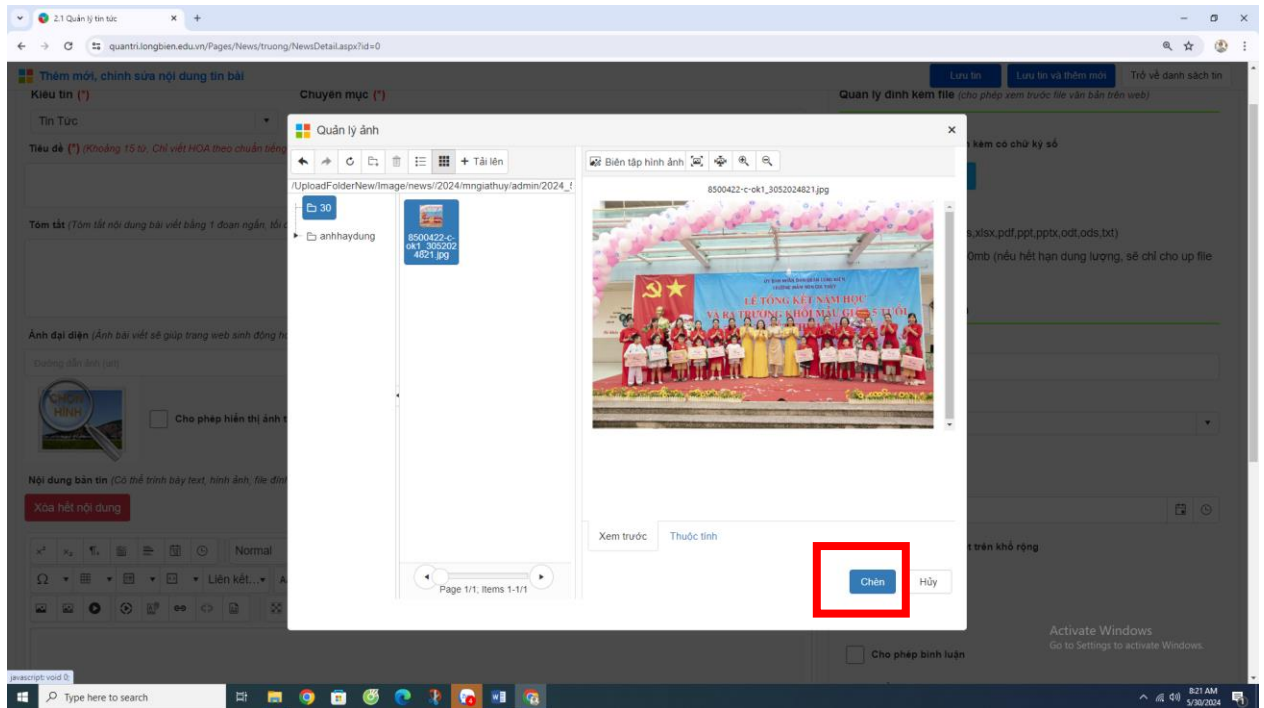 2.1 Quản lý tin tức
quantri.longbien.edu.vn/Pages/News/truong/NewsDetail.aspx?id=0
Thêm mới, chỉnh sửa nội dung tin bài
Lưu tin
Lưu tin và thêm mới
Trở về danh sách tin
Kiểu tin (*)
Chuyên mục (*)
Quản lý đính kèm file (cho phép xem trước file văn bản trên web)
Tin Tức
Quản lý ảnh
Tiêu đề (*) (Khoảng 15 từ, Chỉ viết HOA theo chuẩn tiếng
kèm có chữ ký số
+ Tải lên
Biên tập hình ảnh
/UploadFolderNew/Image/news//2024/mngiathuy/admin/2024_5
8500422-c-ok1_3052024821.jpg
30
anhhaydung
8500422-c-
ok1_305202
4821.jpg
Tóm tắt (Tóm tắt nội dung bài viết bằng 1 đoạn ngắn, tối
s,xlsx,pdf,ppt,pptx,odt,ods,txt)
0mb (nếu hết hạn dung lượng, sẽ chỉ cho up file
LỄ TỔNG KẾT NĂM HỌC
VÀ RA TRƯỜNG KHỐI MẪU GIÁO 5 TUỔI
Ảnh đại diện (Ảnh bài viết sẽ giúp trang web sinh động
Đường dẫn ảnh (url)
CHỌN
HÌNH
Cho phép hiển thị ảnh
Nội dung bản tin (Có thể trình bày text, hình ảnh, file
Xóa hết nội dung
Xem trước
Thuộc tính
Normal
t trên khổ rộng
Liên kết...
Page 1/1; Items 1-1/1
Chèn
Hủy
Activate Windows
Go to Settings to activate Windows.
Cho phép bình luận
javascript: void 0;
Type here to search
8:21 AM
5/30/2024